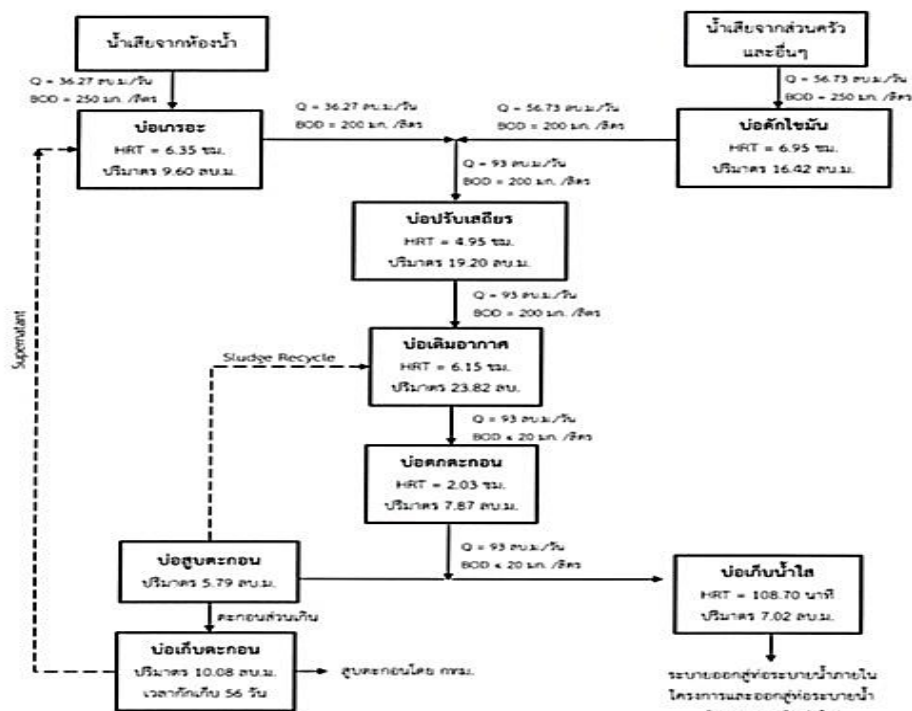 น้ำเสียจากห้องน้ำ
น้ำเสียจากส่วนครัว
และอื่นๆ
Q = 36.27 ลบ.ม./วัน
BOD = 250 มก. /ลิตร
Q = 56.73 ลบ.ม./วัน
BOD = 250 มก. /ลิตร
บ่อเกรอะ
HRT = 6.35 ชม.
ปริมาตร 9.60 ลบ.ม.
Q = 36.27 ลบ.ม./วัน
BOD = 200 มก. /ลิตร
Q = 56.73 ลบ.ม./วัน
BOD = 200 มก. /ลิตร
บ่อดักไขมัน
HRT = 6.95 ชม.
ปริมาตร 16.42 ลบ.ม.
Q = 93 ลบ.ม./วัน
BOD = 200 มก. /ลิตร
บ่อปรับเสถียร
HRT = 4.95 ชม.
ปริมาตร 19.20 ลบ.ม.
Q = 93 ลบ.ม./วัน
BOD = 200 มก. /ลิตร
Supernatant
Sludge Recycle
บ่อเติมอากาศ
HRT = 6.15 ชม.
ปริมาตร 23.82 ลบ.
Q = 93 ลบ.ม./วัน
BOD < 20 มก. /ลิตร
บ่อตกตะกอน
HRT = 2.03 ชม.
ปริมาตร 7.87 ลบ.ม.
Q = 93 ลบ.ม./วัน
BOD < 20 มก. /ลิตร
บ่อสูบตะกอน
ปริมาตร 5.79 ลบ.ม.
บ่อเก็บน้ำใส
HRT = 108.70 นาที
ปริมาตร 7.02 ลบ.ม.
ตะกอนส่วนเกิน
บ่อเก็บตะกอน
ปริมาตร 10.08 ลบ.ม.
เวลากักเก็บ 56 วัน
สูบตะกอนโดย กทม.
ระบายออกสู่ท่อระบายน้ำภายใน
โครงการและออกสู่ท่อระบายน้ำ